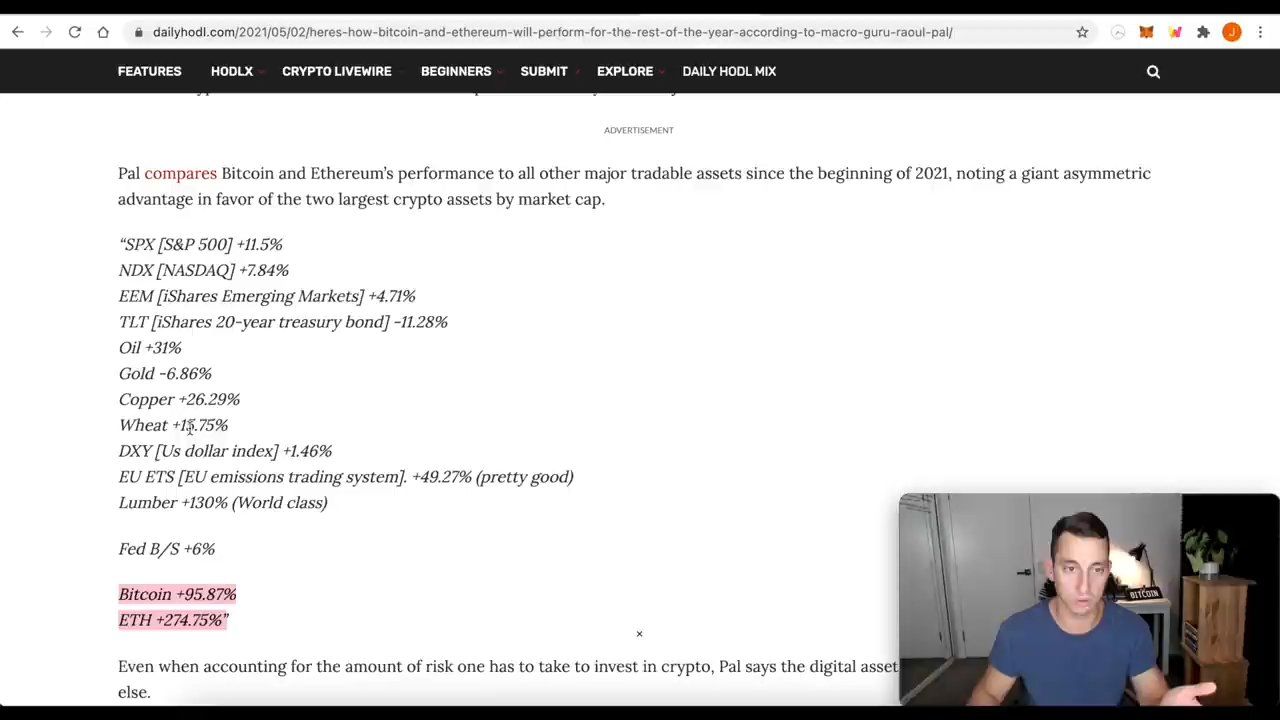 dailyhodl.com/2021/05/02/heres-how-bitcoin-and-ethereum-will-perform-for-the-rest-of-the-year-according-to-macro-guru-raoul-pal/
J
FEATURES HODLX CRYPTO LIVEWIRE BEGINNERS SUBMIT EXPLORE DAILY HODL MIX
ADVERTISEMENT
Pal compares Bitcoin and Ethereum's performance to all other major tradable assets since the beginning of 2021, noting a giant asymmetric
advantage in favor of the two largest crypto assets by market cap.
“SPX [S&P 500] +11.5%
NDX [NASDAQ] +7.84%
EEM [iShares Emerging Markets] +4.71%
TLT [iShares 20-year treasury bond] -11.28%
Oil +31%
Gold -6.86%
Copper +26.29%
Wheat +15.75%
DXY [Us dollar index] +1.46%
EU ETS [EU emissions trading system]. +49.27% (pretty good)
Lumber +130% (World class)
Fed B/S +6%
Bitcoin +95.87%
ETH +274.75%”
Even when accounting for the amount of risk one has to take to invest in crypto, Pal says the digital asset
else.
BITCOIN